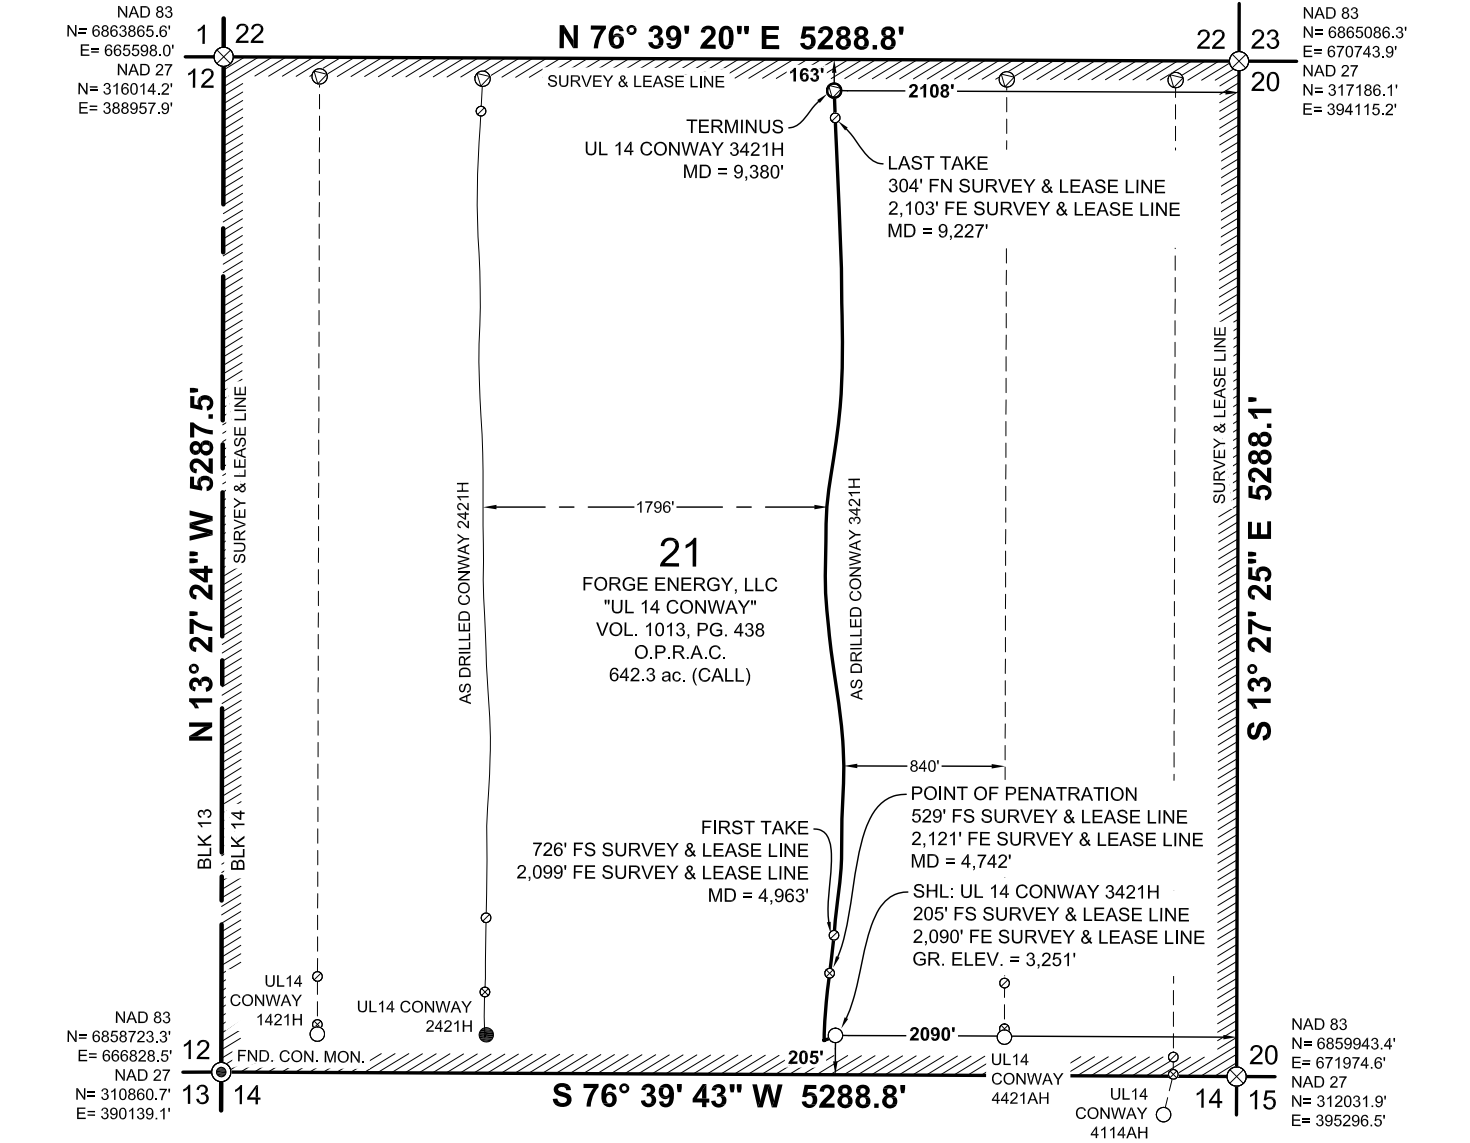 NAD 83
N= 6863865.6'
E= 665598.0'
NAD 27
N= 316014.2'
E= 388957.9'
1
22
12
N 76° 39' 20" E 5288.8'
22
23
20
NAD 83
N= 6865086.3'
E= 670743.9'
NAD 27
N= 317186.1'
E= 394115.2'
SURVEY & LEASE LINE
163'
2108'
TERMINUS
UL 14 CONWAY 3421H
MD = 9,380'
LAST TAKE
304' FN SURVEY & LEASE LINE
2,103' FE SURVEY & LEASE LINE
MD = 9,227'
N 13° 27' 24" W 5287.5'
SURVEY & LEASE LINE
AS DRILLED CONWAY 2421H
1796'
21
FORGE ENERGY, LLC
"UL 14 CONWAY"
VOL. 1013, PG. 438
O.P.R.A.C.
642.3 ac. (CALL)
AS DRILLED CONWAY 3421H
SURVEY & LEASE LINE
S 13° 27' 25" E 5288.1'
840'
BLK 13
BLK 14
FIRST TAKE
726' FS SURVEY & LEASE LINE
2,099' FE SURVEY & LEASE LINE
MD = 4,963'
POINT OF PENATRATION
529' FS SURVEY & LEASE LINE
2,121' FE SURVEY & LEASE LINE
MD = 4,742'
SHL: UL 14 CONWAY 3421H
205' FS SURVEY & LEASE LINE
2,090' FE SURVEY & LEASE LINE
GR. ELEV. = 3,251'
UL14
CONWAY
1421H
UL14 CONWAY
2421H
2090'
205'
UL14
CONWAY
4421AH
UL14
CONWAY
4114AH
NAD 83
N= 6858723.3'
E= 666828.5'
NAD 27
N= 310860.7'
E= 390139.1'
12
FND. CON. MON.
13
14
S 76° 39' 43" W 5288.8'
20
14
15
NAD 83
N= 6859943.4'
E= 671974.6'
NAD 27
N= 312031.9'
E= 395296.5'